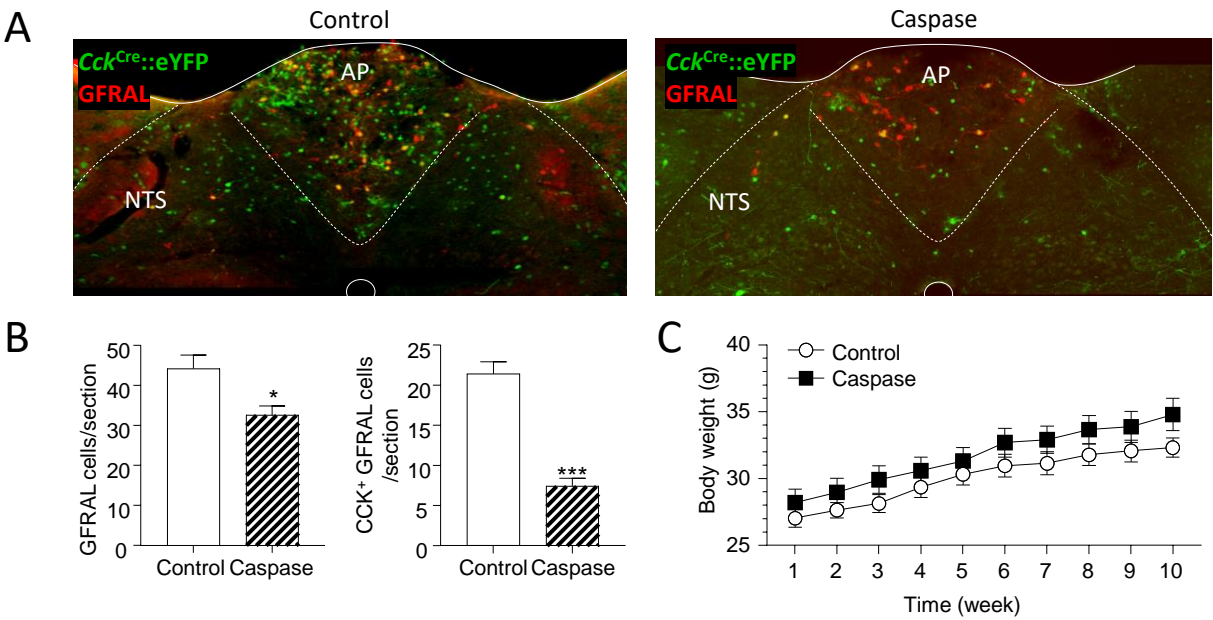 A
Control
Caspase
CckCre::eYFP
GFRAL
AP
NTS
CckCre::eYFP
GFRAL
AP
NTS
B
GFRAL cells/section
50
40
30
20
10
0
*
Control Caspase
CCK+ GFRAL cells
/section
25
20
15
10
5
0
***
Control Caspase
C
Body weight (g)
40
35
30
25
Control
Caspase
1 2 3 4 5 6 7 8 9 10
Time (week)